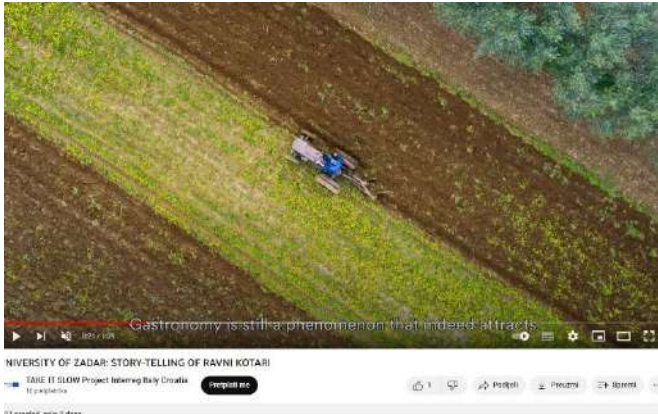 Gastronomy is still a phenomenon that indeed attracts
NIVERSITY OF ZADAR: STORY-TELLING OF RAVNI KOTARI
TAKE IT SLOW Project Interreg Italy Croatia
Pretplati me
1
Podijeli
Preuzmi
Spremi